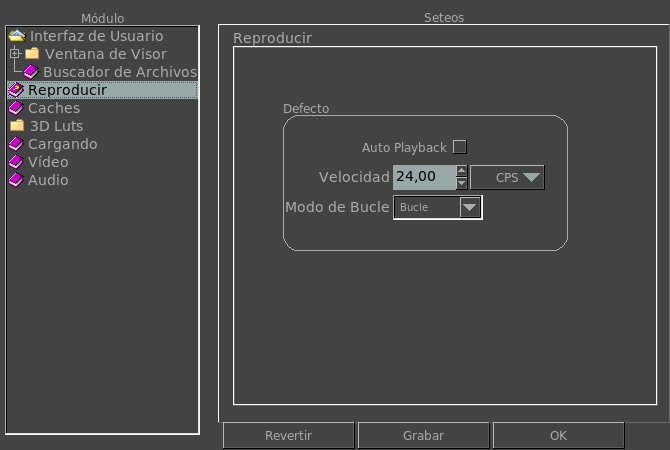 Módulo
Interfaz de Usuario
Ventana de Visor
Buscador de Archivos
Reproducir
Caches
3D Luts
Cargando
Vídeo
Audio
Seteos
Reproducir
Defecto
Auto Playback
Velocidad 24,00 CPS
Modo de Bucle Bucle
Revertir Grabar OK